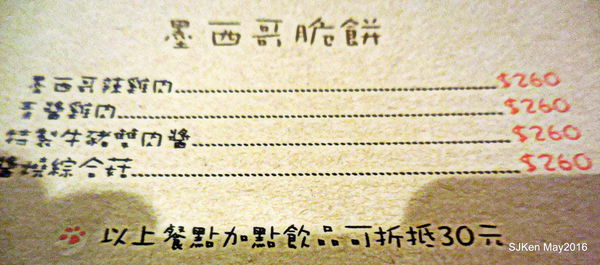 墨西哥脆餅
墨西哥辣雞肉 $260
青醬雞肉 $260
特製牛豬雙肉醬 $260
醬燒綜合菇 $260
以上餐點加點飲品可折抵30元
SJKen May2016